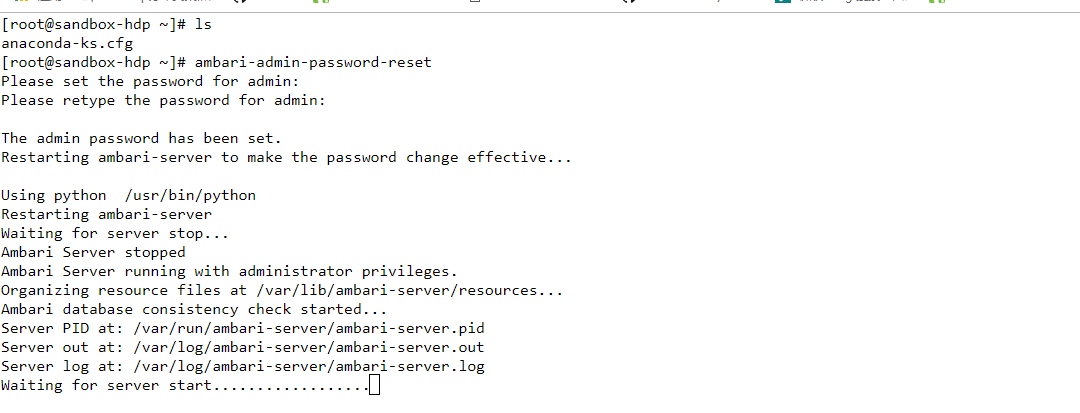 [root@sandbox-hdp ~]# ls
anaconda-ks.cfg
[root@sandbox-hdp ~]# ambari-admin-password-reset
Please set the password for admin:
Please retype the password for admin:

The admin password has been set.
Restarting ambari-server to make the password change effective...

Using python  /usr/bin/python
Restarting ambari-server
Waiting for server stop...
Ambari Server stopped
Ambari Server running with administrator privileges.
Organizing resource files at /var/lib/ambari-server/resources...
Ambari database consistency check started...
Server PID at: /var/run/ambari-server/ambari-server.pid
Server out at: /var/log/ambari-server/ambari-server.out
Server log at: /var/log/ambari-server/ambari-server.log
Waiting for server start..................